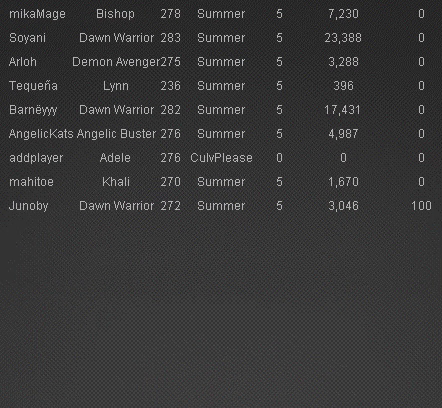 mikaMage Bishop 278 Summer 5 7,230 0
Soyani Dawn Warrior 283 Summer 5 23,388 0
Arloh Demon Avenger 275 Summer 5 3,288 0
Tequeña Lynn 236 Summer 5 396 0
Barnëyyy Dawn Warrior 282 Summer 5 17,431 0
AngelicKats Angelic Buster 276 Summer 5 4,987 0
addplayer Adele 276 CulvPlease 0 0 0
mahitoe Khali 270 Summer 5 1,670 0
Junoby Dawn Warrior 272 Summer 5 3,046 100